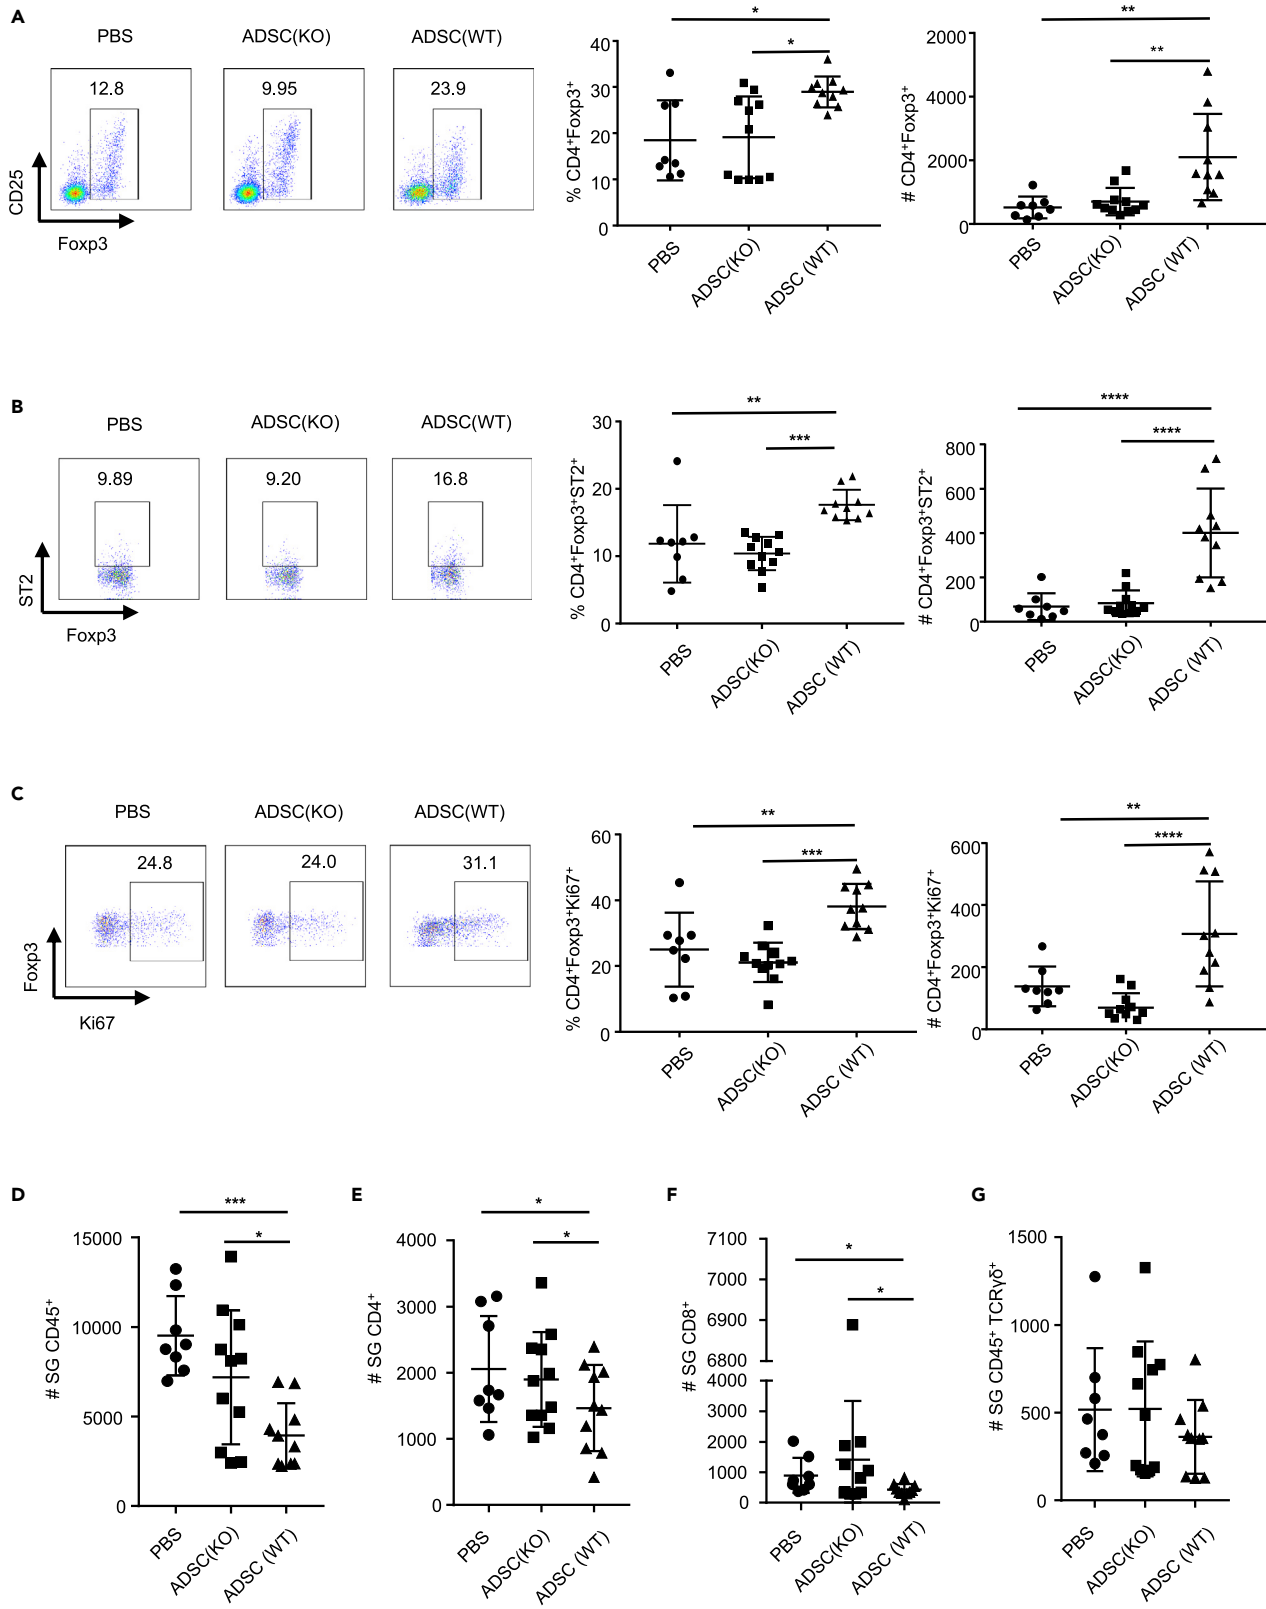 A
PBS
ADSC(KO)
ADSC(WT)
12.8
9.95
23.9
CD25
Foxp3
% CD4⁺Foxp3⁺
40
30
20
10
0
*
*
PBS
ADSC(KO)
ADSC (WT)
# CD4⁺Foxp3⁺
2000
4000
2000
0
**
**
PBS
ADSC(KO)
ADSC (WT)
B
PBS
ADSC(KO)
ADSC(WT)
9.89
9.20
16.8
ST2
Foxp3
% CD4⁺Foxp3⁺ST2⁺
30
20
10
0
**
***
PBS
ADSC(KO)
ADSC (WT)
# CD4⁺Foxp3⁺ST2⁺
800
600
400
200
0
****
****
PBS
ADSC(KO)
ADSC (WT)
C
PBS
ADSC(KO)
ADSC(WT)
24.8
24.0
31.1
Foxp3
Ki67
% CD4⁺Foxp3⁺Ki67⁺
60
40
20
0
**
***
PBS
ADSC(KO)
ADSC (WT)
# CD4⁺Foxp3⁺Ki67⁺
600
400
200
0
**
****
PBS
ADSC(KO)
ADSC (WT)
D
# SG CD45⁺
15000
10000
5000
0
***
*
PBS
ADSC(KO)
ADSC (WT)
E
# SG CD4⁺
4000
3000
2000
1000
0
*
*
PBS
ADSC(KO)
ADSC (WT)
F
# SG CD8⁺
7100
7000
6900
6800
4000
3000
2000
1000
0
*
*
PBS
ADSC(KO)
ADSC (WT)
G
# SG CD45⁺ TCRγδ⁺
1500
1000
500
0
PBS
ADSC(KO)
ADSC (WT)